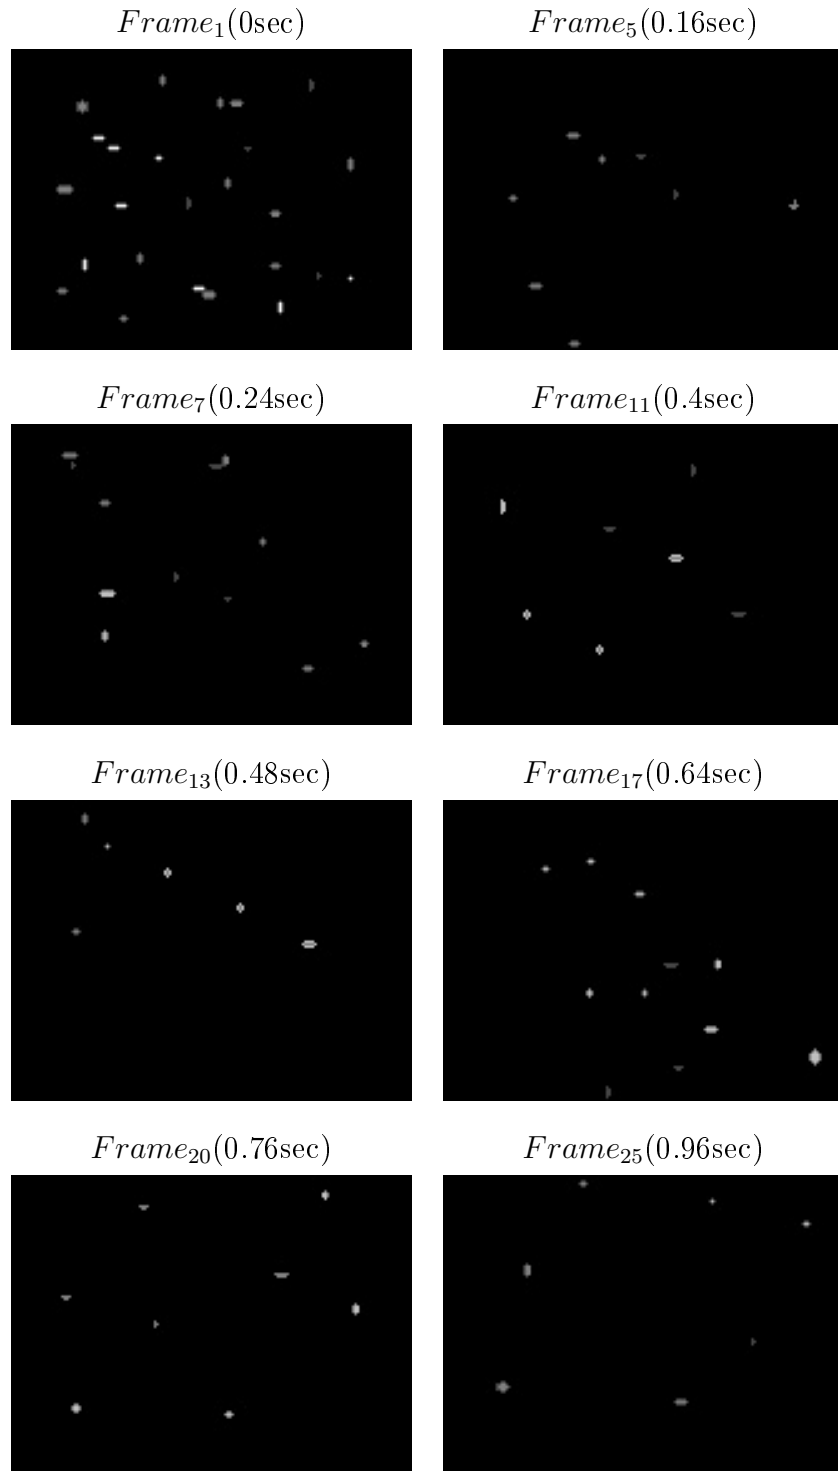 Frame₁(0sec)
Frame₅(0.16sec)
Frame₇(0.24sec)
Frame₁₁(0.4sec)
Frame₁₃(0.48sec)
Frame₁₇(0.64sec)
Frame₂₀(0.76sec)
Frame₂₅(0.96sec)